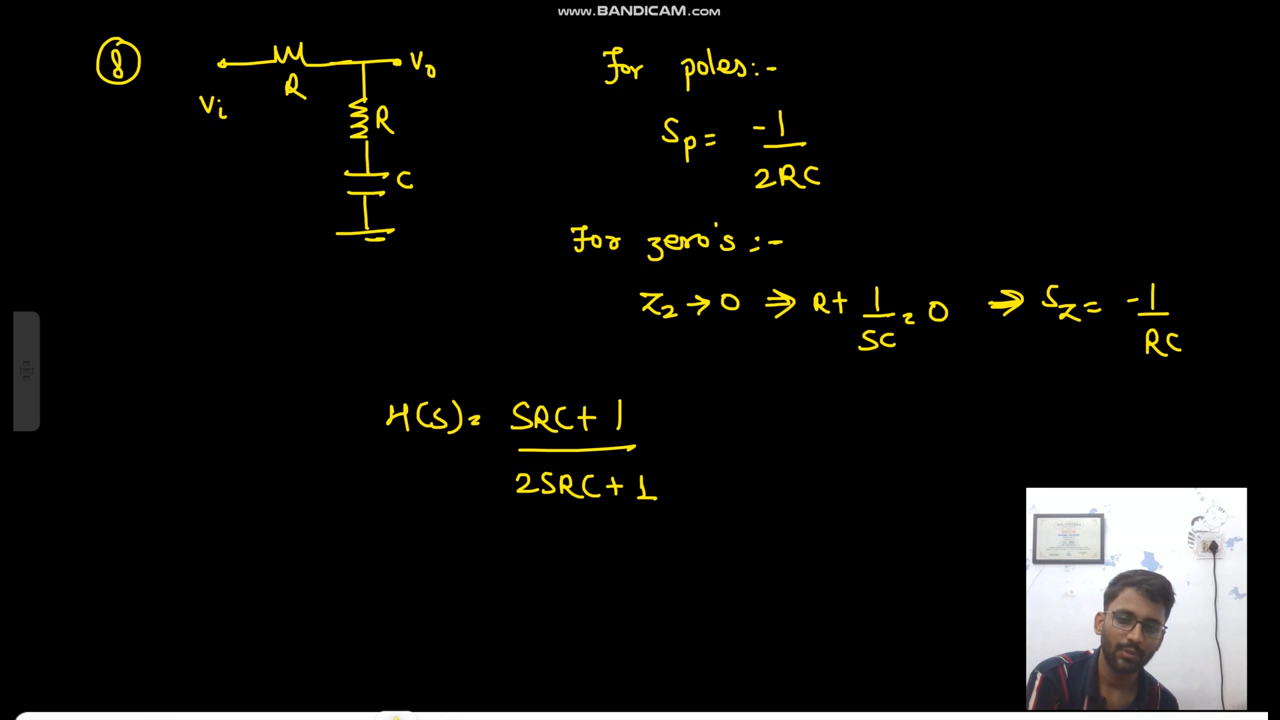 www.BANDICAM.com
8
Vi
R
Vo
R
C
For poles:-
Sp = -1/2RC
For zero's :-
Z2 → 0 ⇒ R + 1/SC = 0 ⇒ Sz = -1/RC
H(s) = SRC + 1 / 2SRC + 1